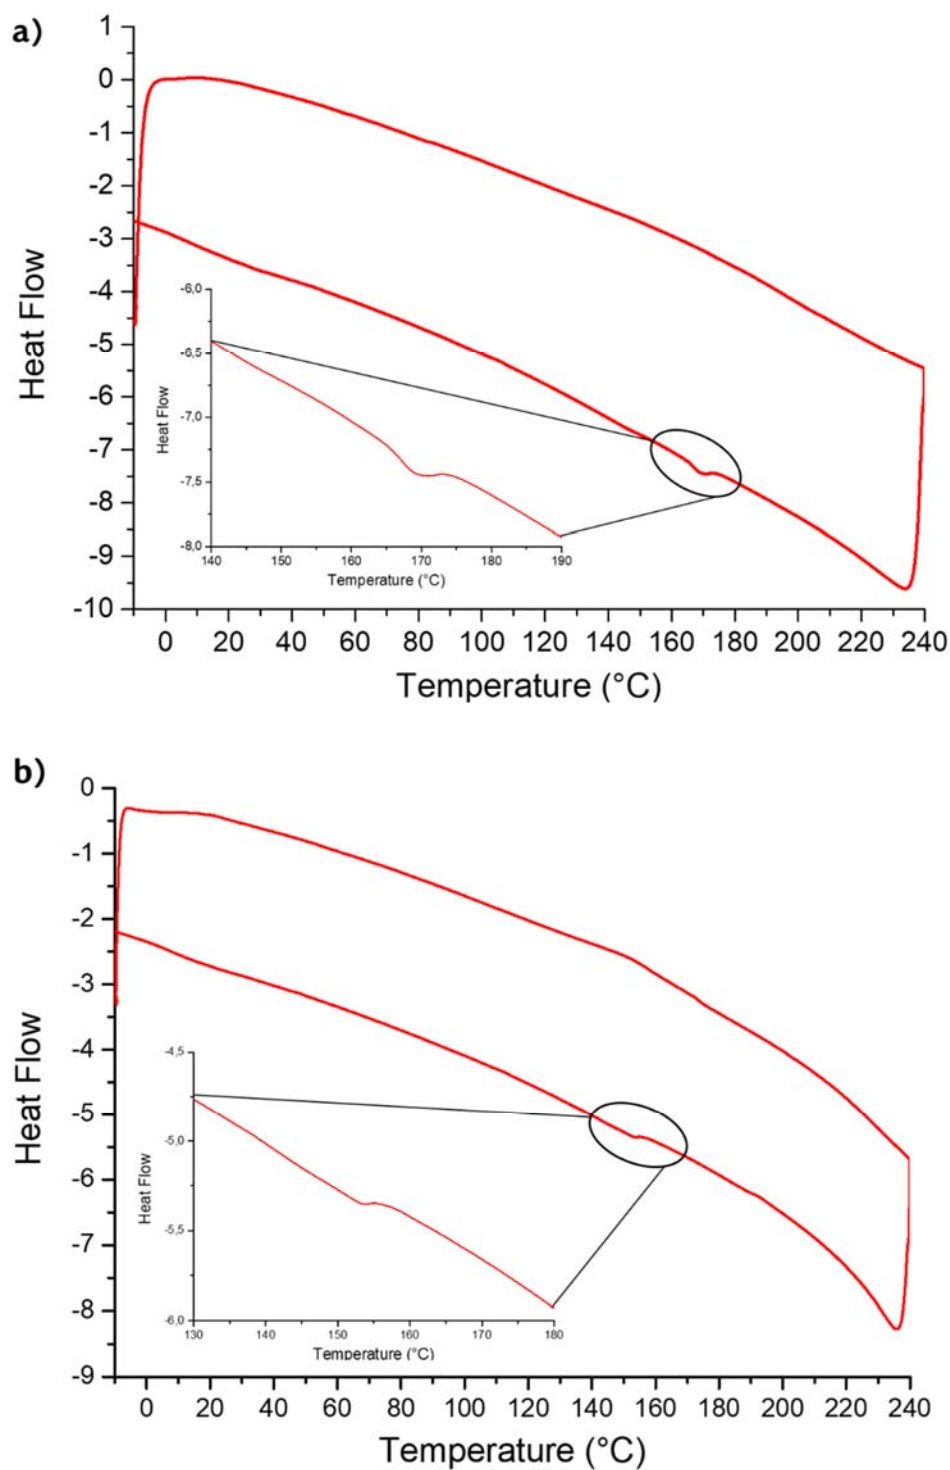 a)
1
0
-1
-2
-3
-4
-5
-6
-7
-8
-9
-10
Heat Flow
0 20 40 60 80 100 120 140 160 180 200 220 240
Temperature (°C)
-6,0
-6,5
-7,0
-7,5
-8,0
Heat Flow
140 150 160 170 180 190
Temperature (°C)
b)
0
-1
-2
-3
-4
-5
-6
-7
-8
-9
Heat Flow
0 20 40 60 80 100 120 140 160 180 200 220 240
Temperature (°C)
-4,5
-5,0
-5,5
-6,0
Heat Flow
130 140 150 160 170 180
Temperature (°C)